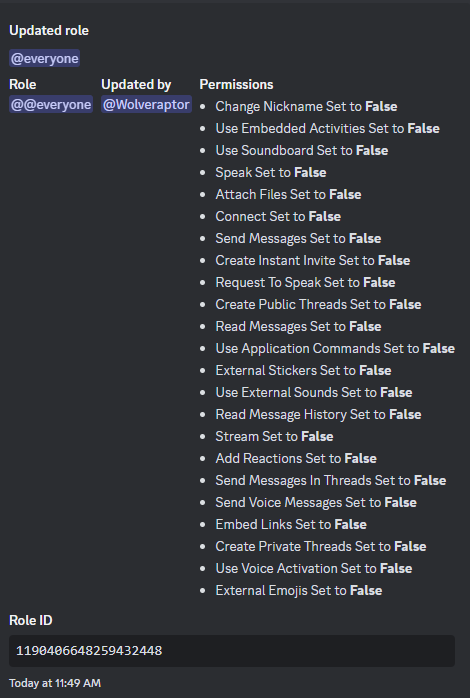 Updated role
@everyone
Role Updated by Permissions
@@everyone @Wolveraptor
• Change Nickname Set to False
• Use Embedded Activities Set to False
• Use Soundboard Set to False
• Speak Set to False
• Attach Files Set to False
• Connect Set to False
• Send Messages Set to False
• Create Instant Invite Set to False
• Request To Speak Set to False
• Create Public Threads Set to False
• Read Messages Set to False
• Use Application Commands Set to False
• External Stickers Set to False
• Use External Sounds Set to False
• Read Message History Set to False
• Stream Set to False
• Add Reactions Set to False
• Send Messages In Threads Set to False
• Send Voice Messages Set to False
• Embed Links Set to False
• Create Private Threads Set to False
• Use Voice Activation Set to False
• External Emojis Set to False
Role ID
1190406648259432448
Today at 11:49 AM